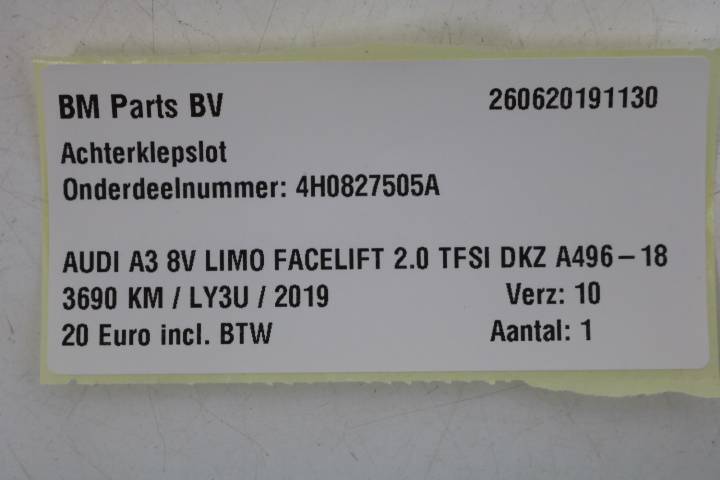 BM Parts BV 260620191130
Achterklepslot
Onderdeelnummer: 4H0827505A
AUDI A3 8V LIMO FACELIFT 2.0 TFSI DKZ A496-18
3690 KM / LY3U / 2019 Verz: 10
20 Euro incl. BTW Aantal: 1